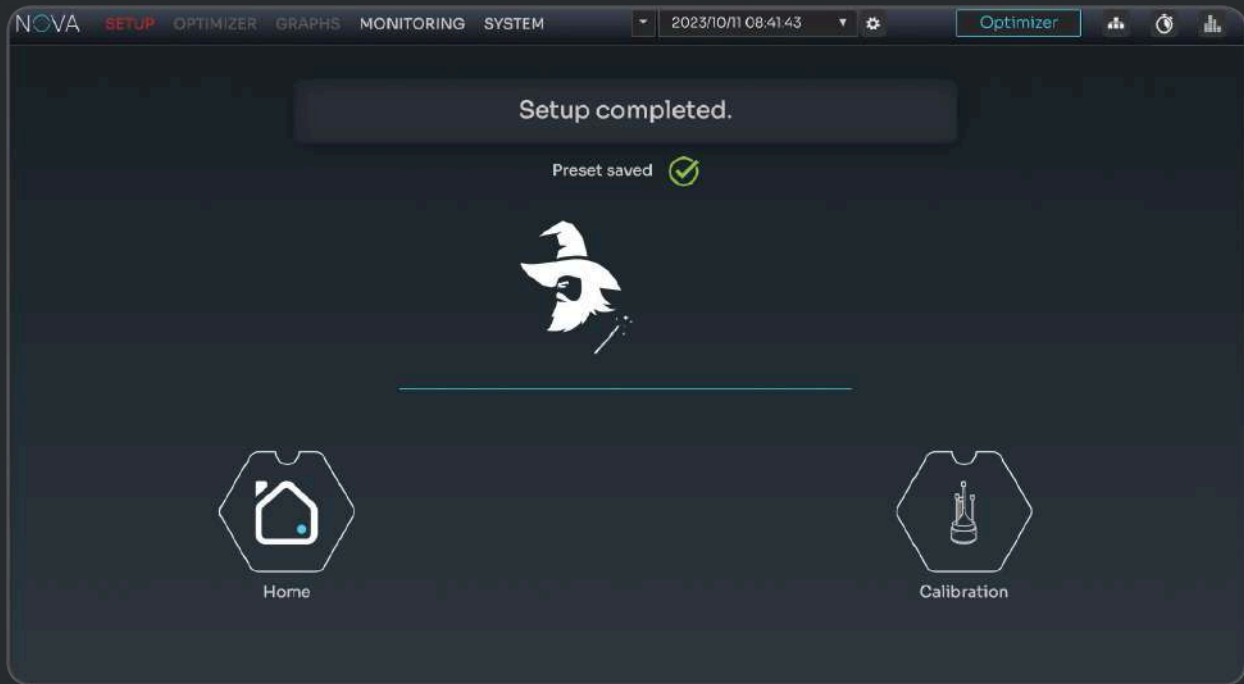 NOVA SETUP OPTIMIZER GRAPHS MONITORING SYSTEM 2023/10/11 08:41:43 Optimizer
Setup completed.
Preset saved
Home
Calibration